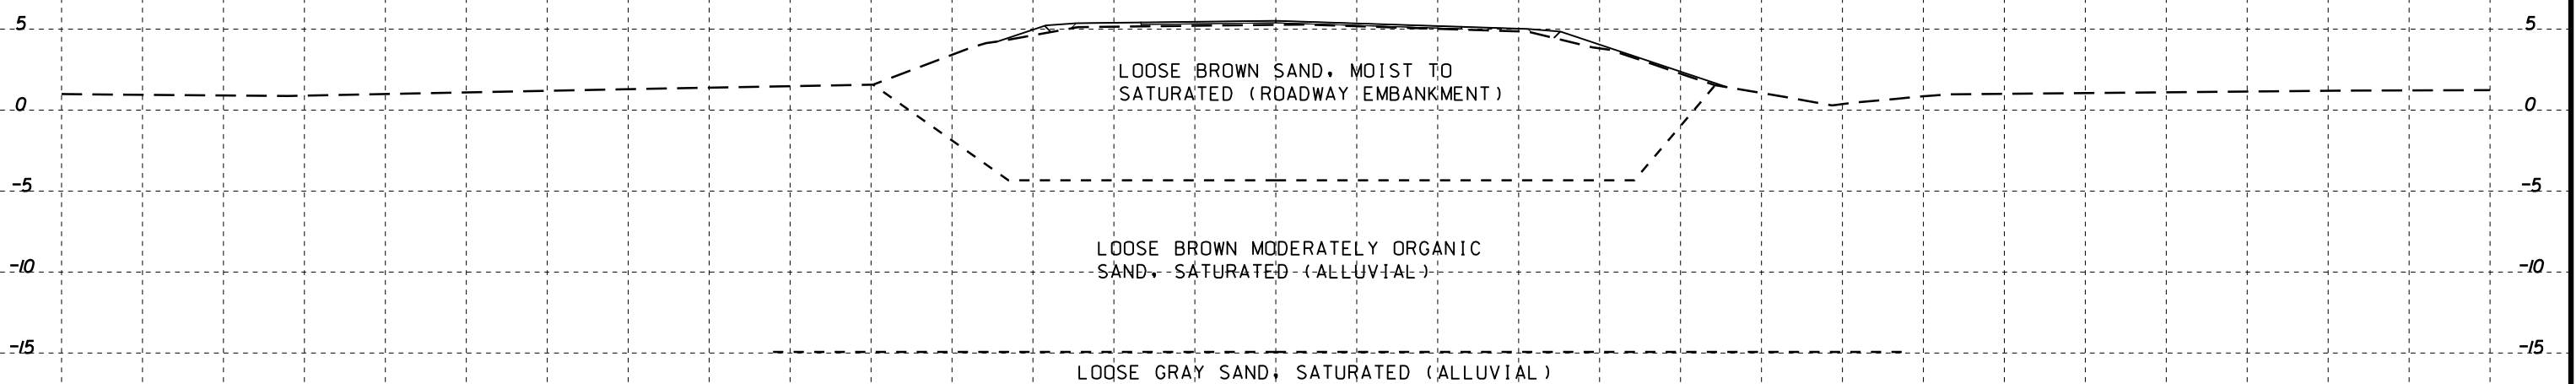 5 5
LOOSE BROWN SAND, MOIST TO
SATURATED (ROADWAY EMBANKMENT)
0 0
-5 -5
LOOSE BROWN MODERATELY ORGANIC
SAND, SATURATED (ALLUVIAL)
-10 -10
-15 -15
LOOSE GRAY SAND, SATURATED (ALLUVIAL)